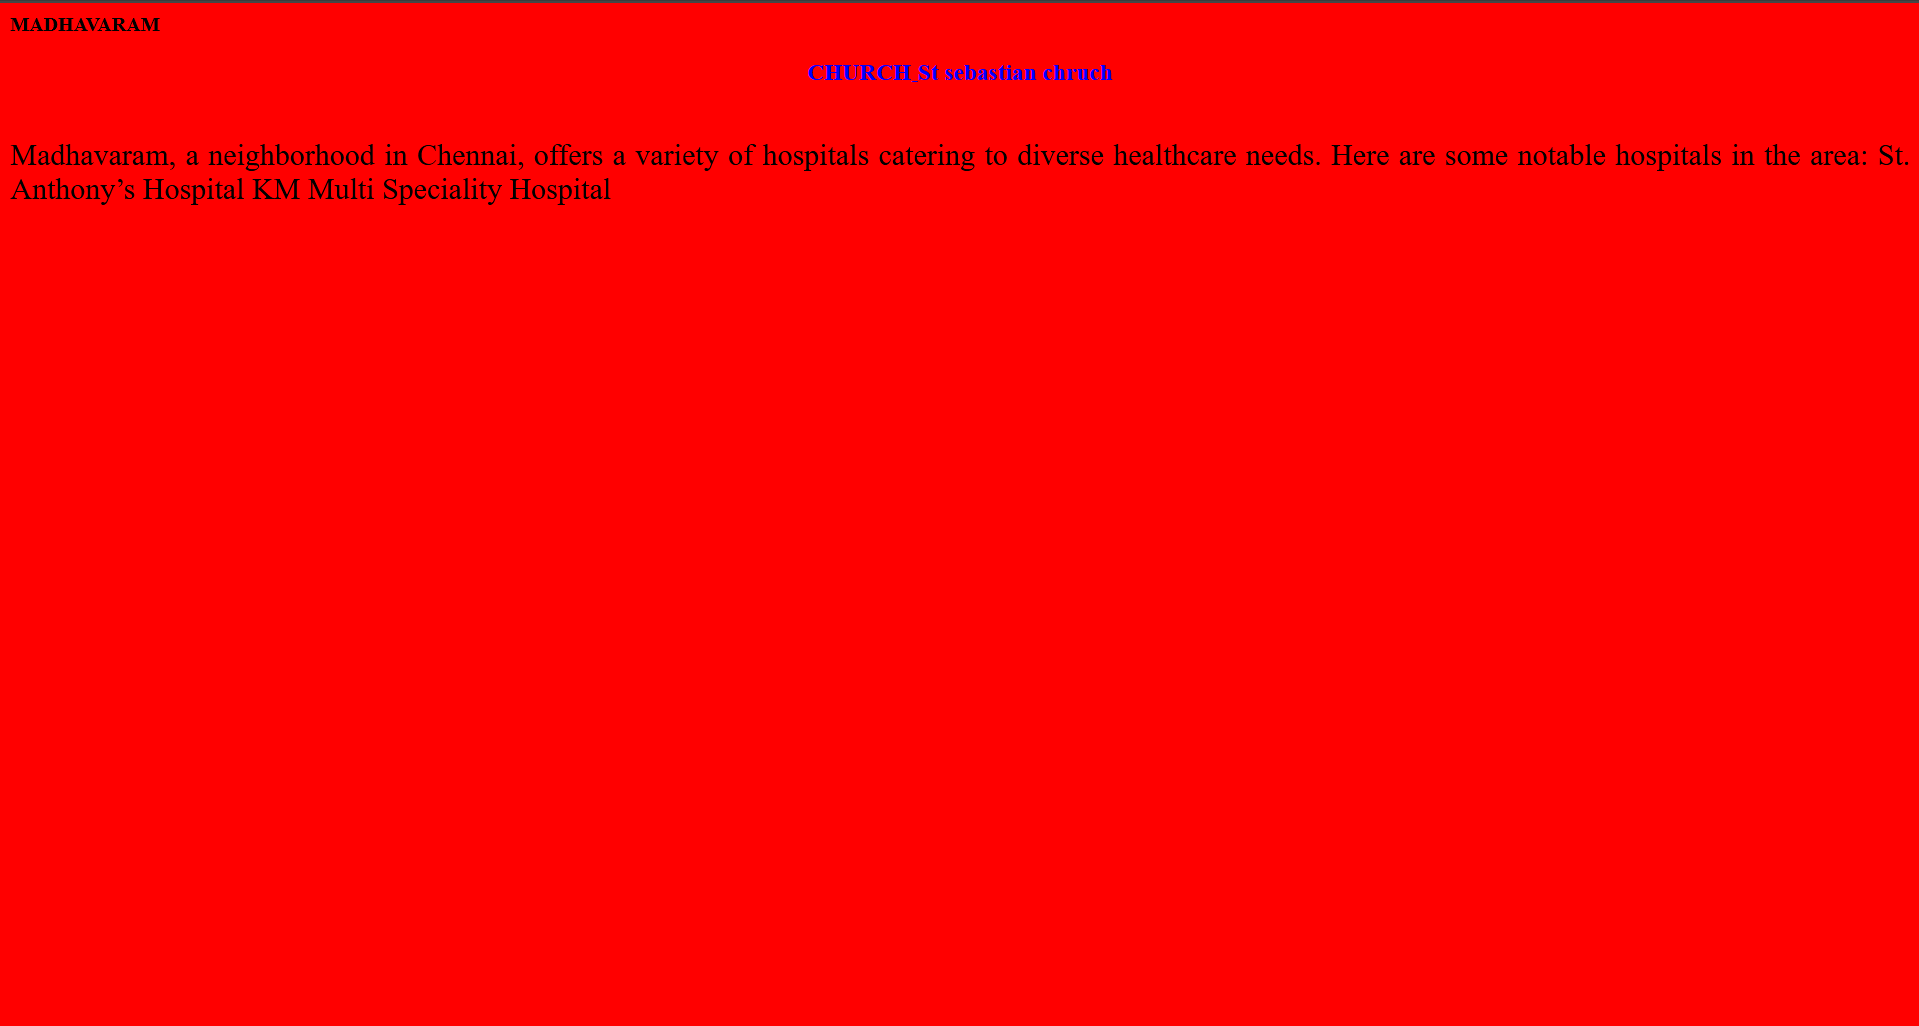 MADHAVARAM
CHURCH St sebastian chruch
Madhavaram, a neighborhood in Chennai, offers a variety of hospitals catering to diverse healthcare needs. Here are some notable hospitals in the area: St.
Anthony’s Hospital KM Multi Speciality Hospital